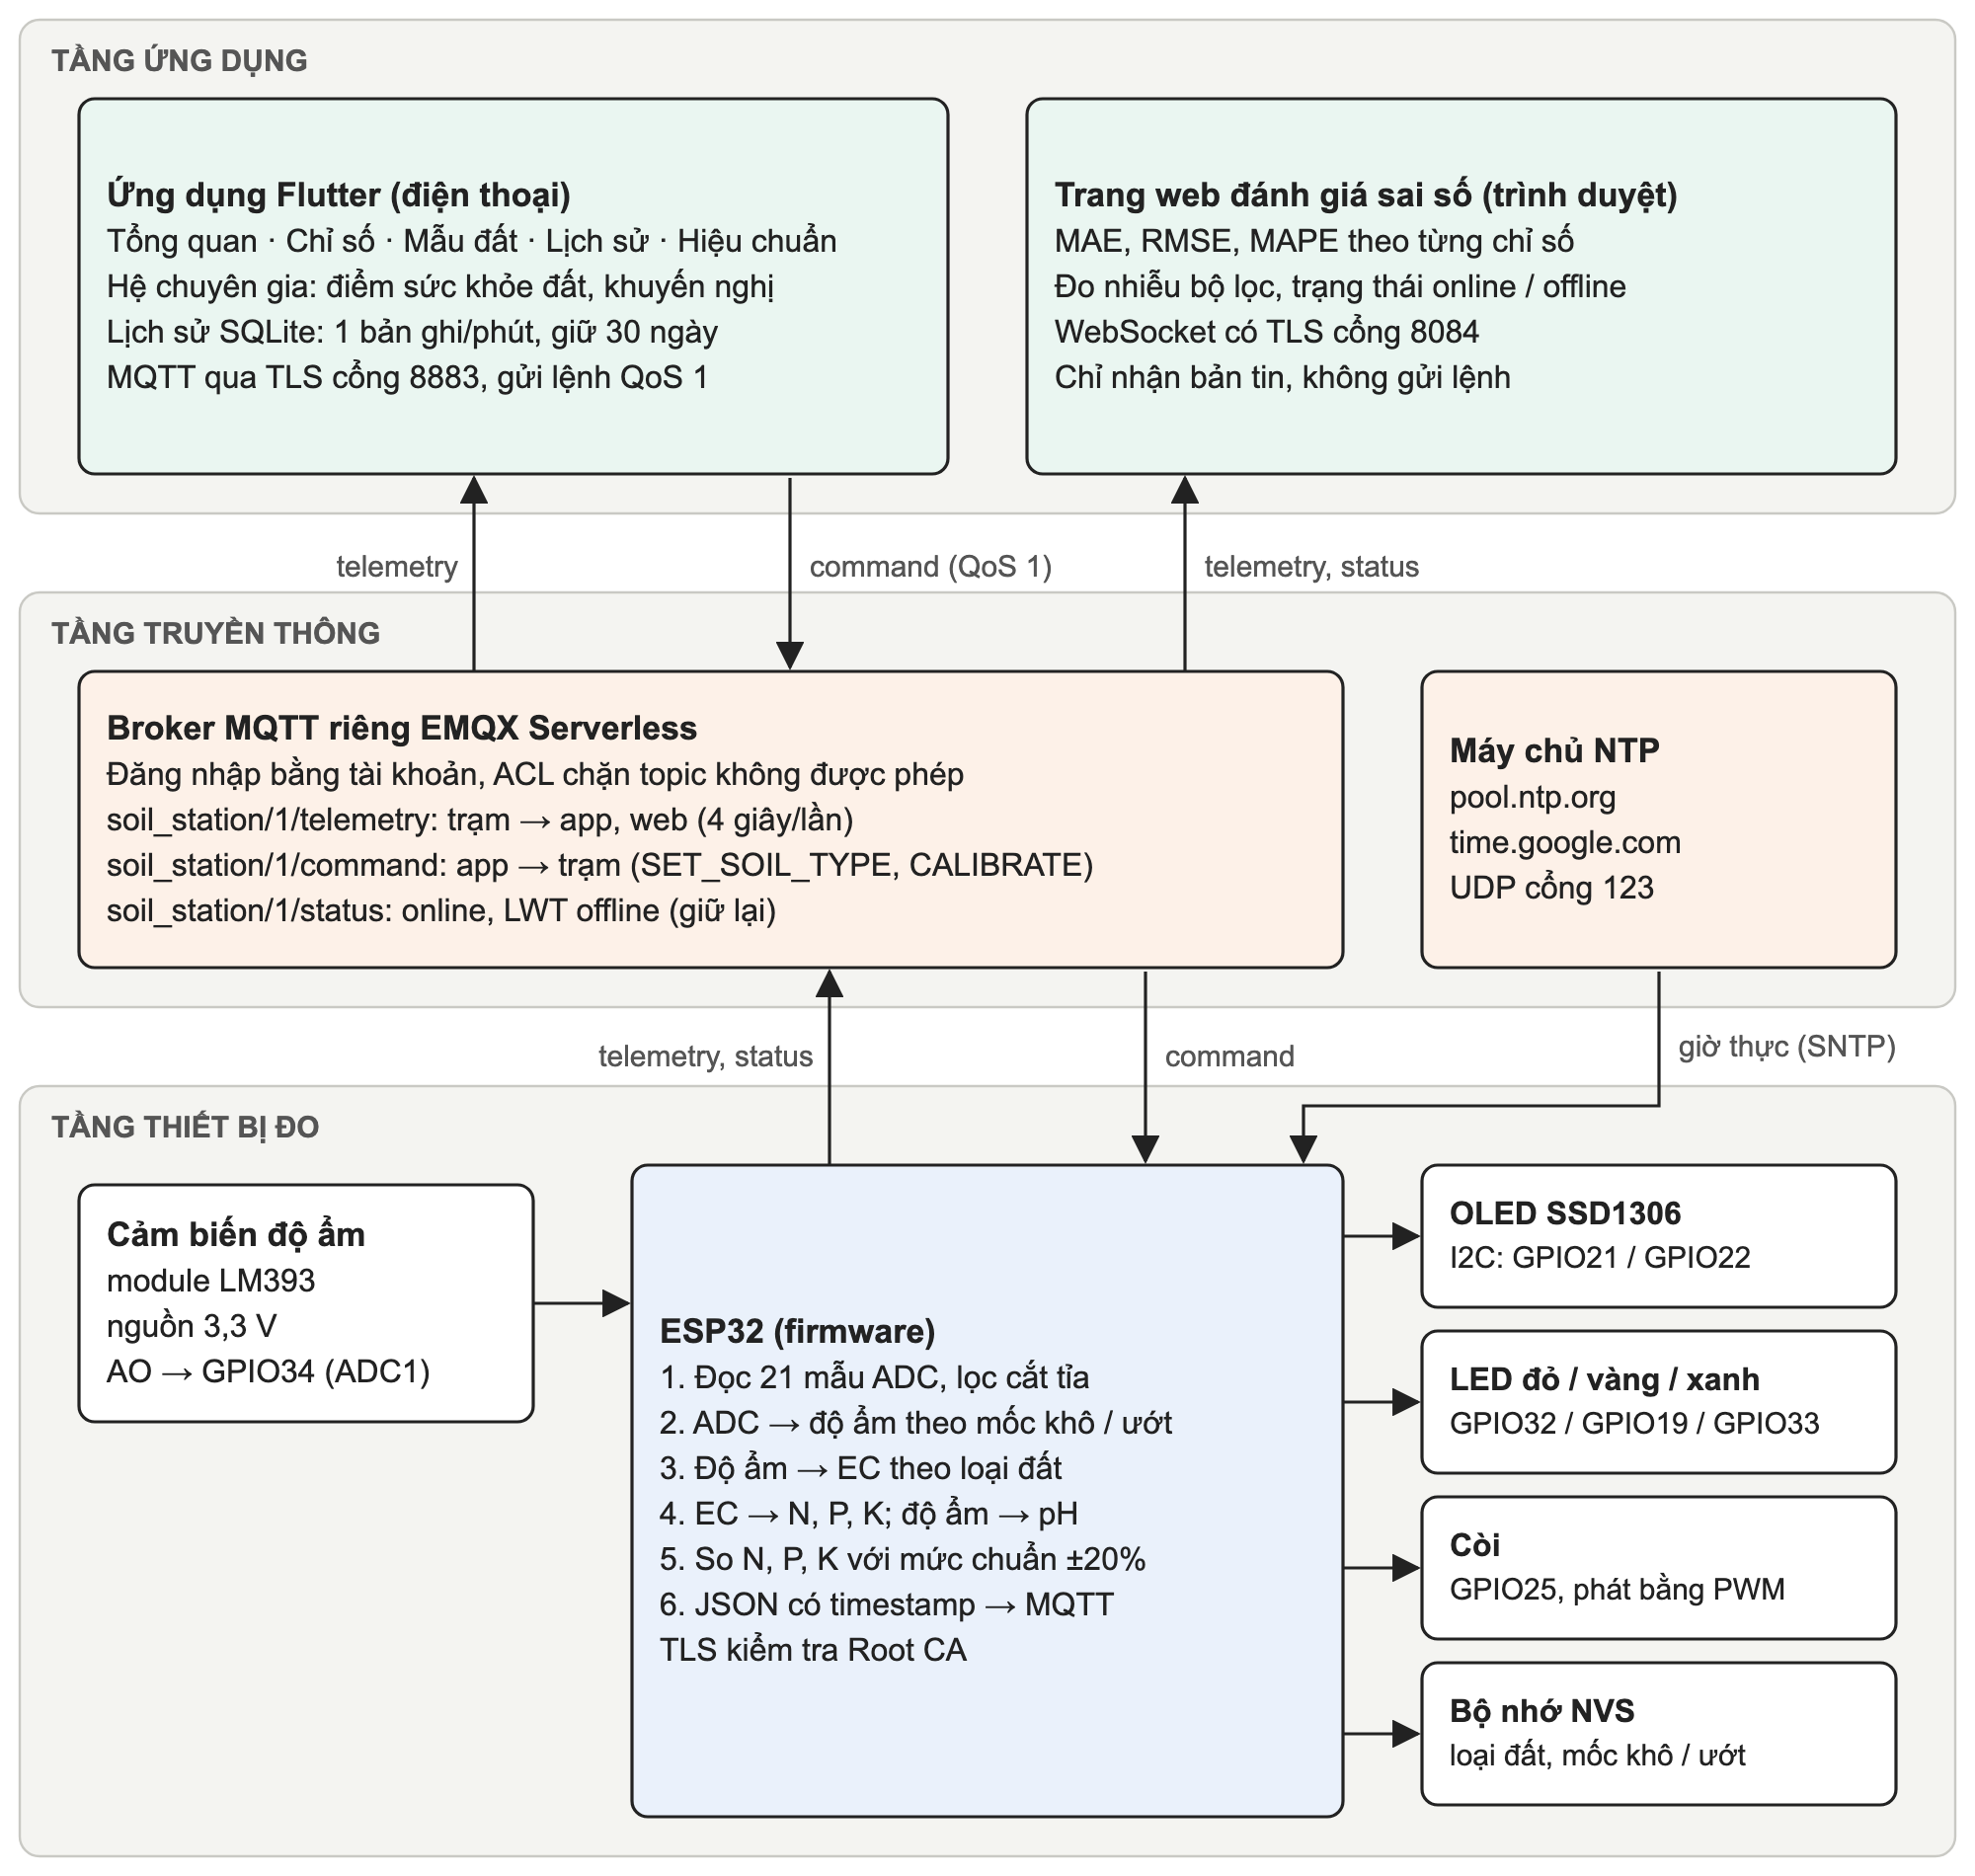 TẦNG ỨNG DỤNG
Ứng dụng Flutter (điện thoại)
Tổng quan · Chỉ số · Mẫu đất · Lịch sử · Hiệu chuẩn
Hệ chuyên gia: điểm sức khỏe đất, khuyến nghị
Lịch sử SQLite: 1 bản ghi/phút, giữ 30 ngày
MQTT qua TLS cổng 8883, gửi lệnh QoS 1
Trang web đánh giá sai số (trình duyệt)
MAE, RMSE, MAPE theo từng chỉ số
Đo nhiễu bộ lọc, trạng thái online / offline
WebSocket có TLS cổng 8084
Chỉ nhận bản tin, không gửi lệnh
telemetry
command (QoS 1)
telemetry, status
TẦNG TRUYỀN THÔNG
Broker MQTT riêng EMQX Serverless
Đăng nhập bằng tài khoản, ACL chặn topic không được phép
soil_station/1/telemetry: trạm → app, web (4 giây/lần)
soil_station/1/command: app → trạm (SET_SOIL_TYPE, CALIBRATE)
soil_station/1/status: online, LWT offline (giữ lại)
Máy chủ NTP
pool.ntp.org
time.google.com
UDP cổng 123
telemetry, status
command
giờ thực (SNTP)
TẦNG THIẾT BỊ ĐO
Cảm biến độ ẩm
module LM393
nguồn 3,3 V
AO → GPIO34 (ADC1)
ESP32 (firmware)
1. Đọc 21 mẫu ADC, lọc cắt tỉa
2. ADC → độ ẩm theo mốc khô / ướt
3. Độ ẩm → EC theo loại đất
4. EC → N, P, K; độ ẩm → pH
5. So N, P, K với mức chuẩn ±20%
6. JSON có timestamp → MQTT
TLS kiểm tra Root CA
OLED SSD1306
I2C: GPIO21 / GPIO22
LED đỏ / vàng / xanh
GPIO32 / GPIO19 / GPIO33
Còi
GPIO25, phát bằng PWM
Bộ nhớ NVS
loại đất, mốc khô / ướt